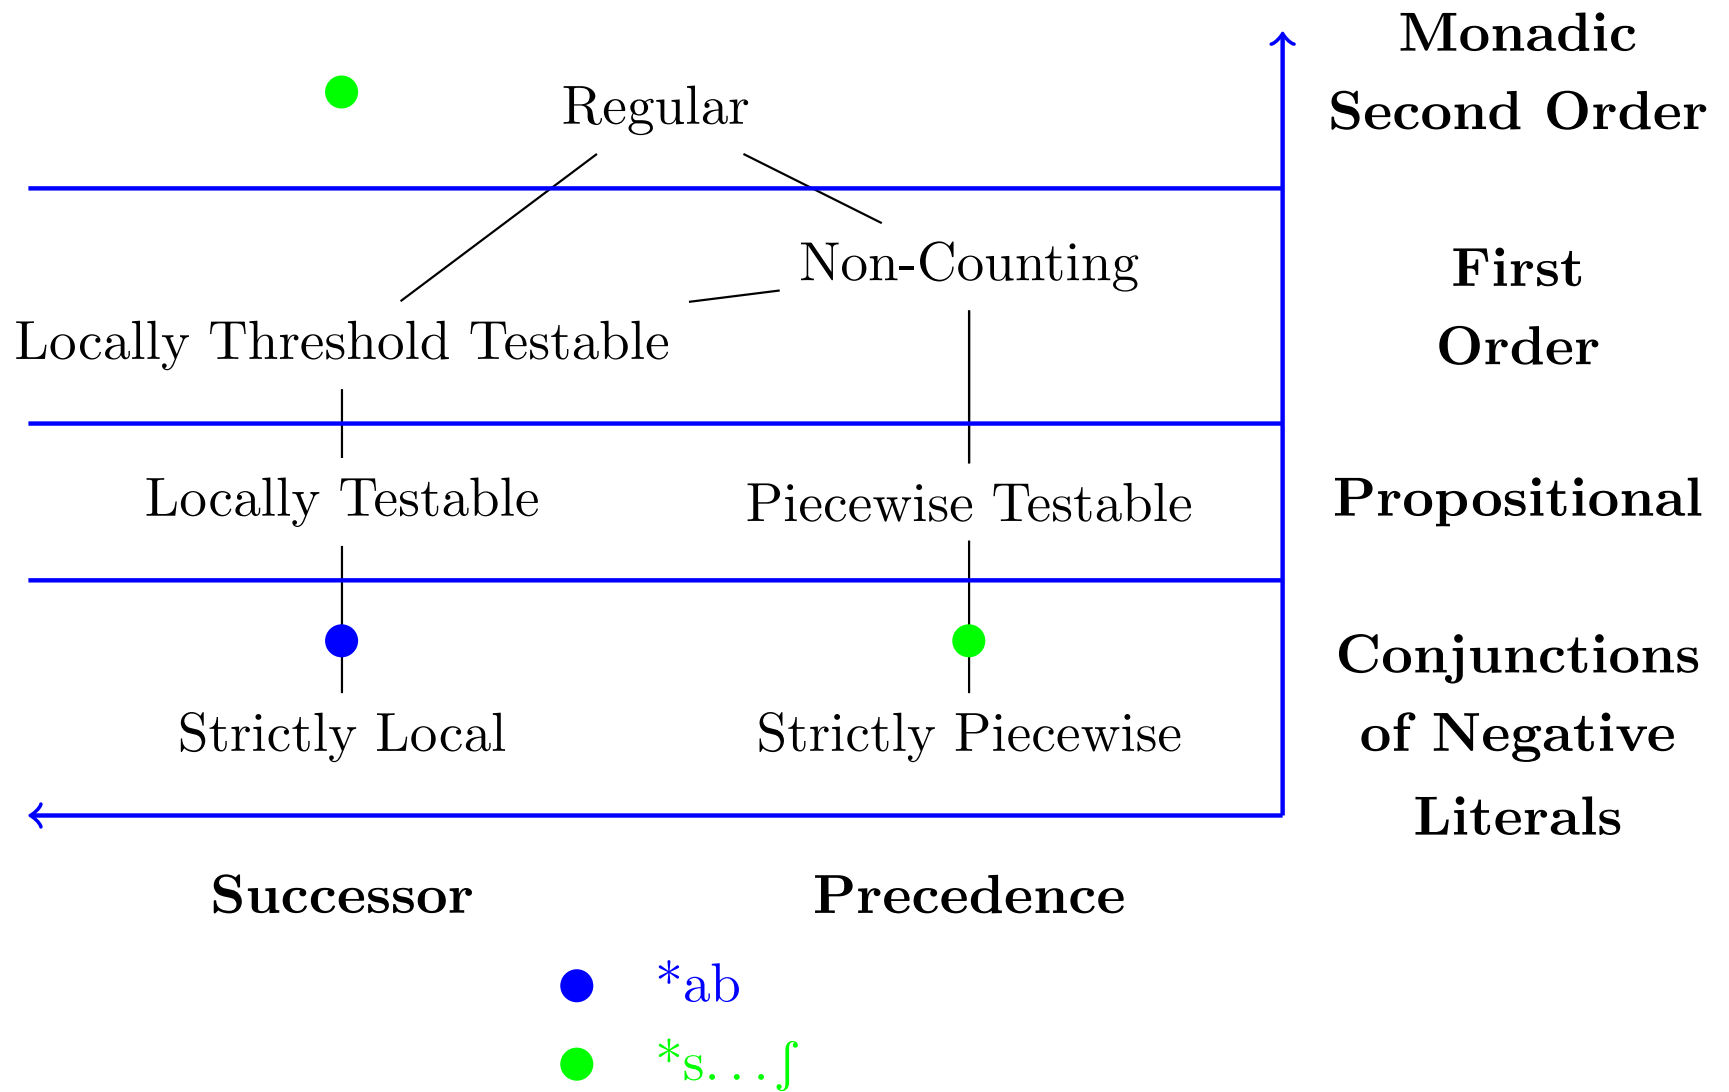 Monadic
Second Order
Regular
Non-Counting
First
Order
Locally Threshold Testable
Locally Testable
Piecewise Testable
Propositional
Conjunctions
of Negative
Literals
Strictly Local
Strictly Piecewise
Successor
Precedence
*ab
*s...ʃ